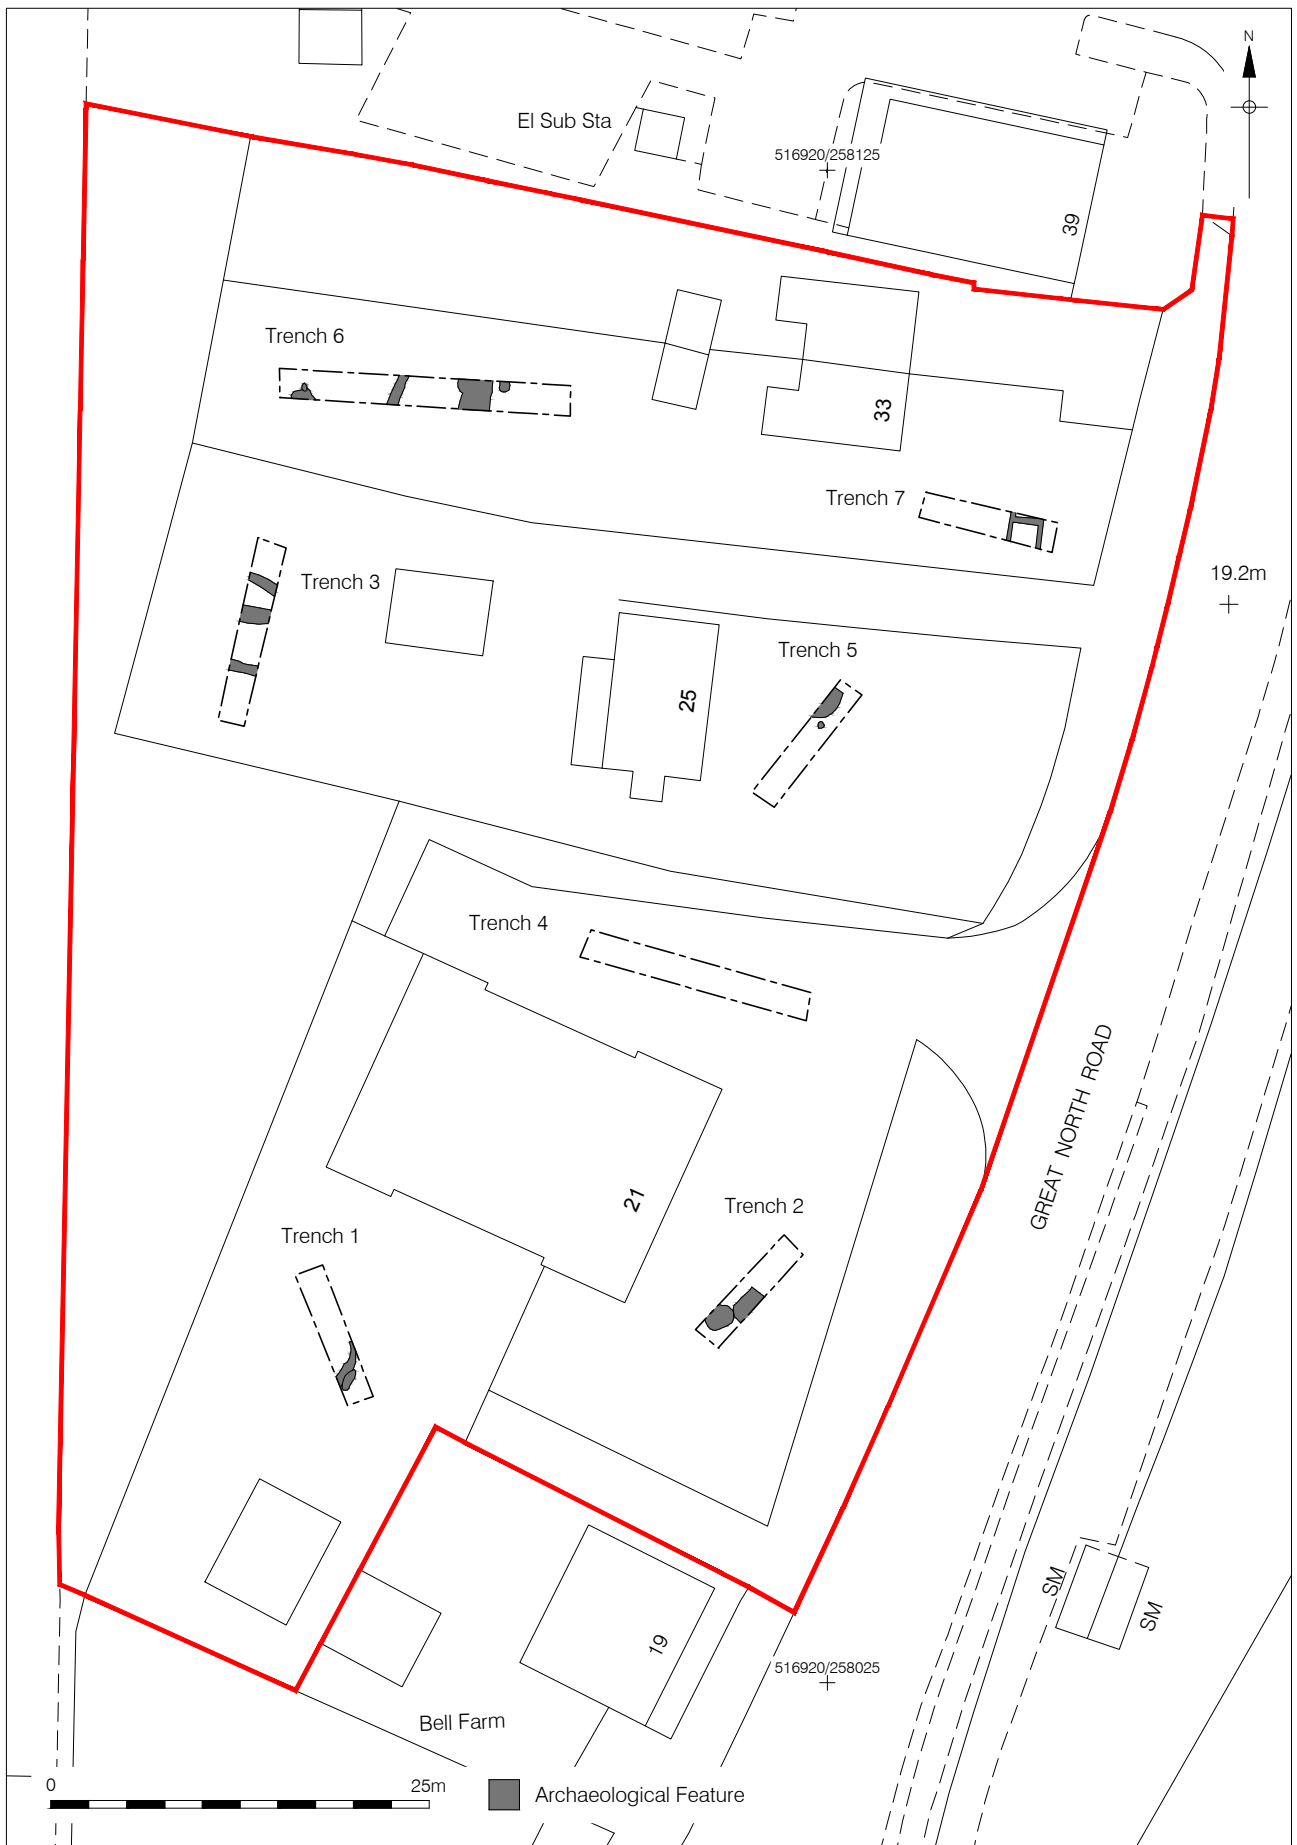 N
El Sub Sta
516920/258125
39
Trench 6
33
Trench 7
Trench 3
19.2m
Trench 5
25
Trench 4
GREAT NORTH ROAD
21
Trench 2
Trench 1
SM
SM
19
516920/258025
Bell Farm
0 25m
Archaeological Feature